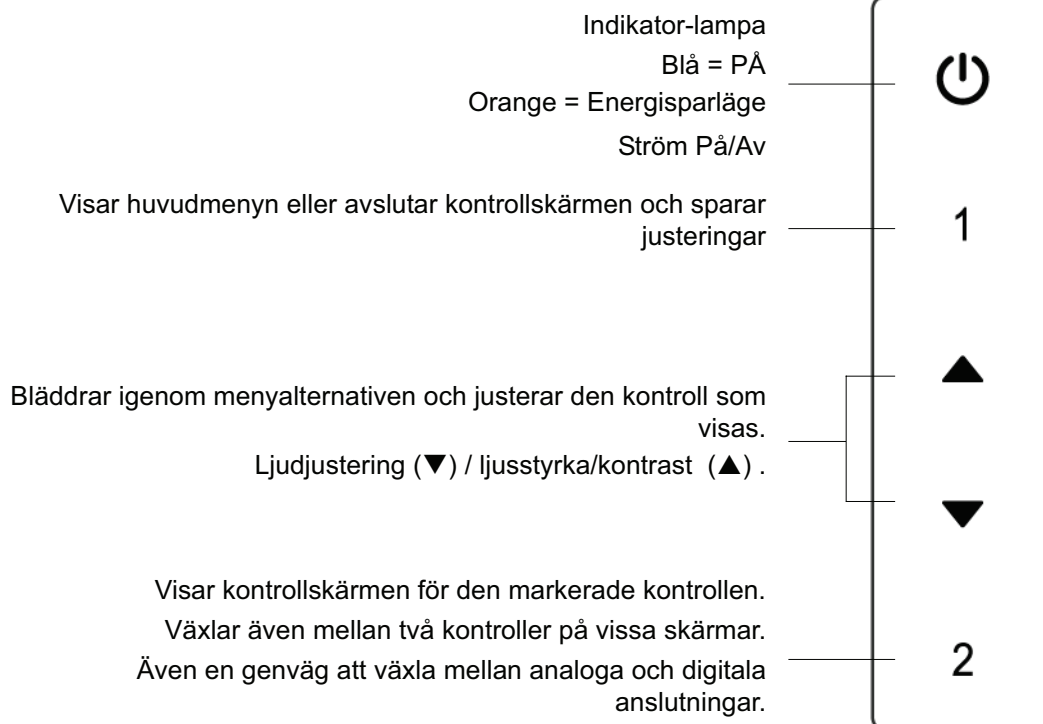 Indikator-lampa
Blå = PÅ
Orange = Energisparläge
Ström På/Av
Visar huvudmenyn eller avslutar kontrollskärmen och sparar
justeringar
1
Bläddrar igenom menyalternativen och justerar den kontroll som
visas.
Ljudjustering (▼) / ljusstyrka/kontrast (▲) .
Visar kontrollskärmen för den markerade kontrollen.
Växlar även mellan två kontroller på vissa skärmar.
Även en genväg att växla mellan analoga och digitala
anslutningar.
2